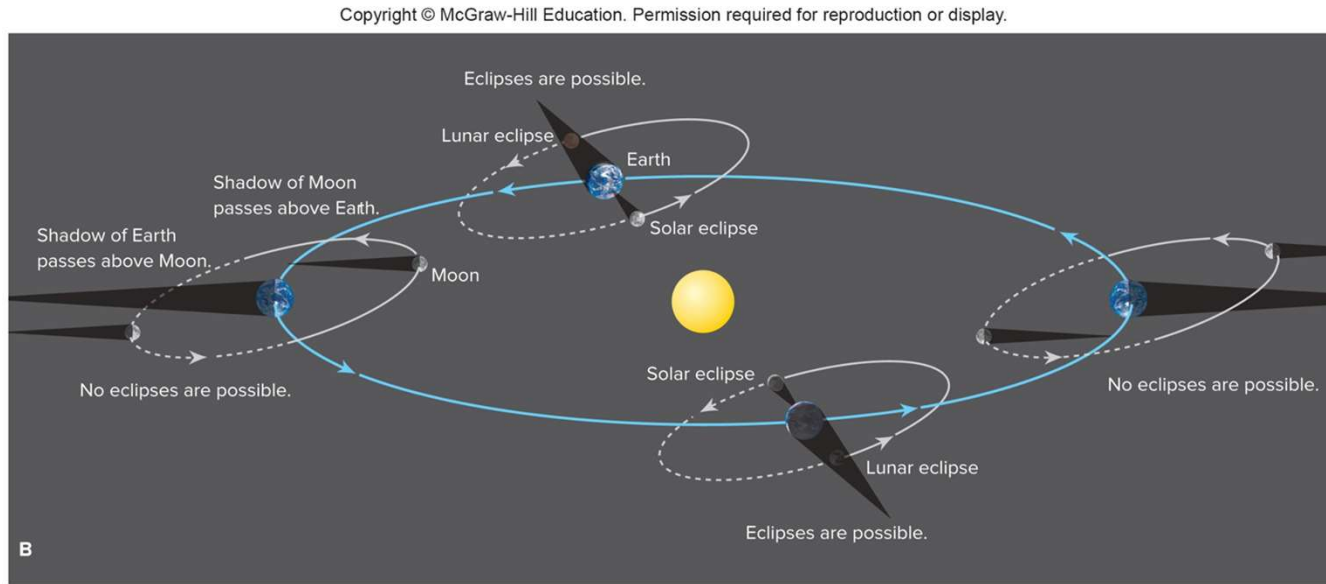 Copyright © McGraw-Hill Education. Permission required for reproduction or display.
Eclipses are possible.
Lunar eclipse
Earth
Shadow of Moon
passes above Earth.
Solar eclipse
Shadow of Earth
passes above Moon.
Moon
Solar eclipse
No eclipses are possible.
No eclipses are possible.
Lunar eclipse
Eclipses are possible.
B